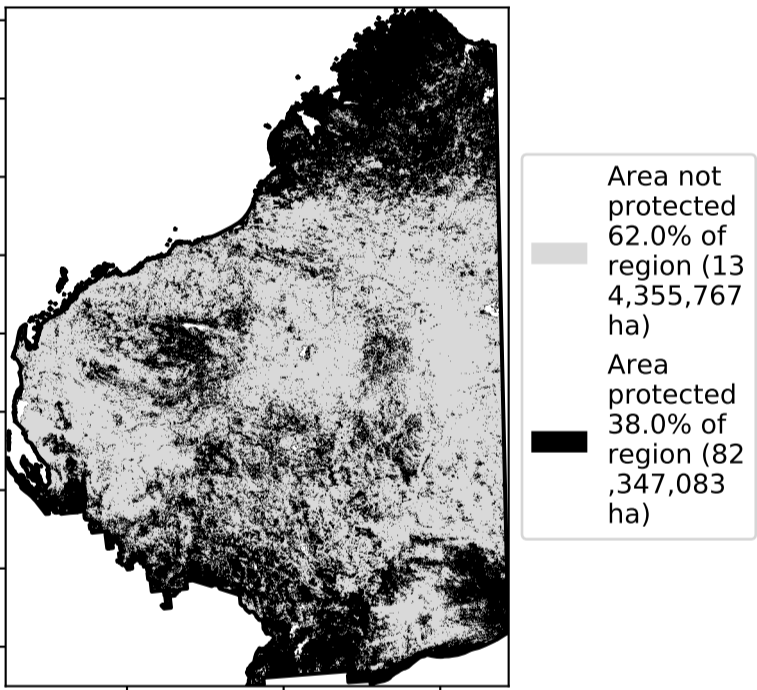 Area not
protected
62.0% of
region (13
4,355,767
ha)
Area
protected
38.0% of
region (82
,347,083
ha)